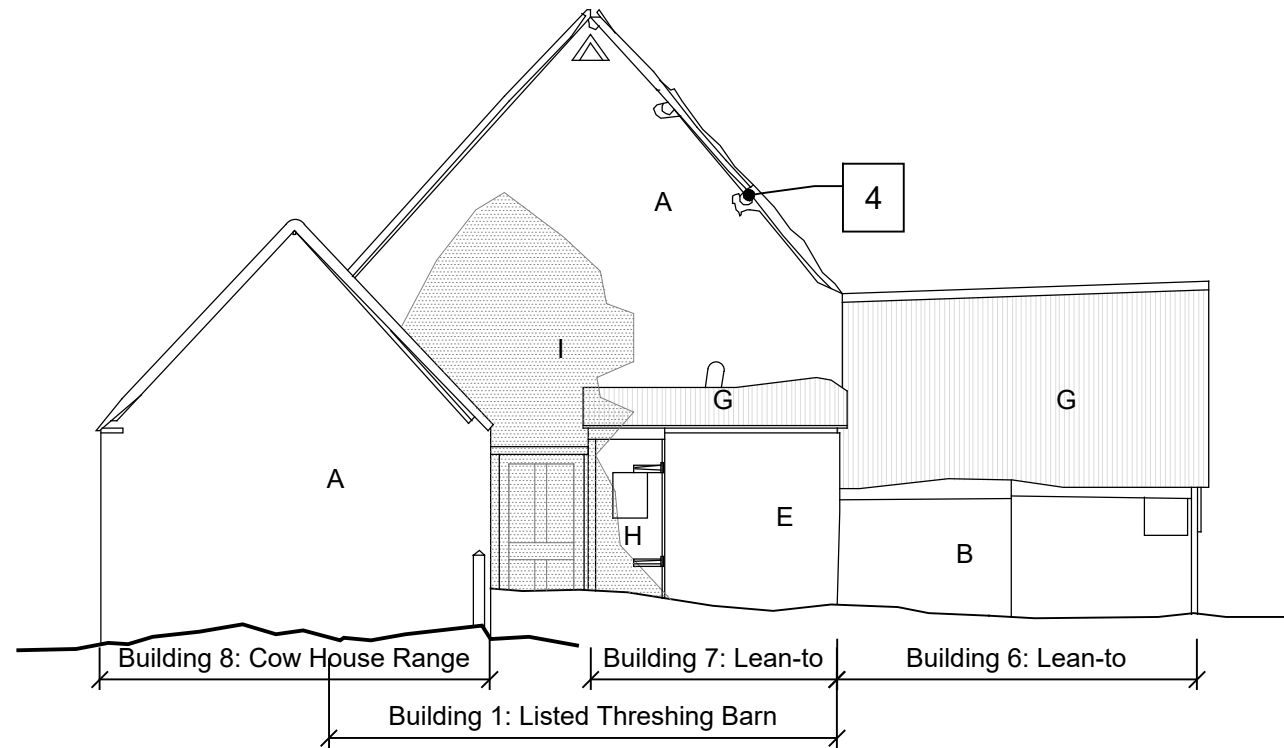 A
4
I
G
G
A
E
H
B
Building 8: Cow House Range
Building 7: Lean-to
Building 6: Lean-to
Building 1: Listed Threshing Barn